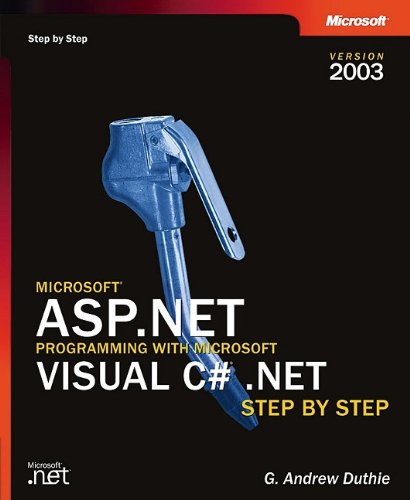 Microsoft
Step by Step
VERSION
2003
MICROSOFT®
ASP.NET
PROGRAMMING WITH MICROSOFT
VISUAL C# .NET
STEP BY STEP
Microsoft®
.net
G. Andrew Duthie